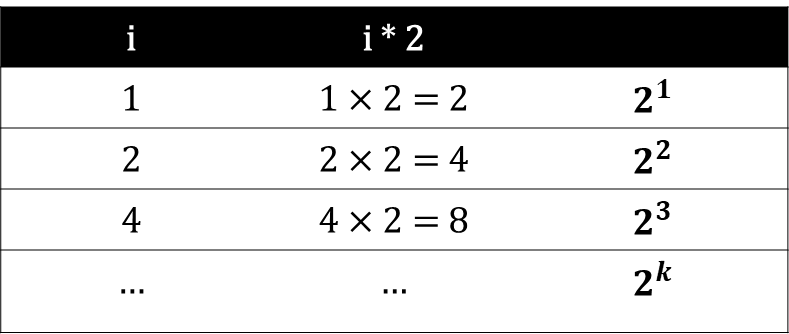 i i * 2
1 1 × 2 = 2 2¹
2 2 × 2 = 4 2²
4 4 × 2 = 8 2³
... ... 2ᵏ